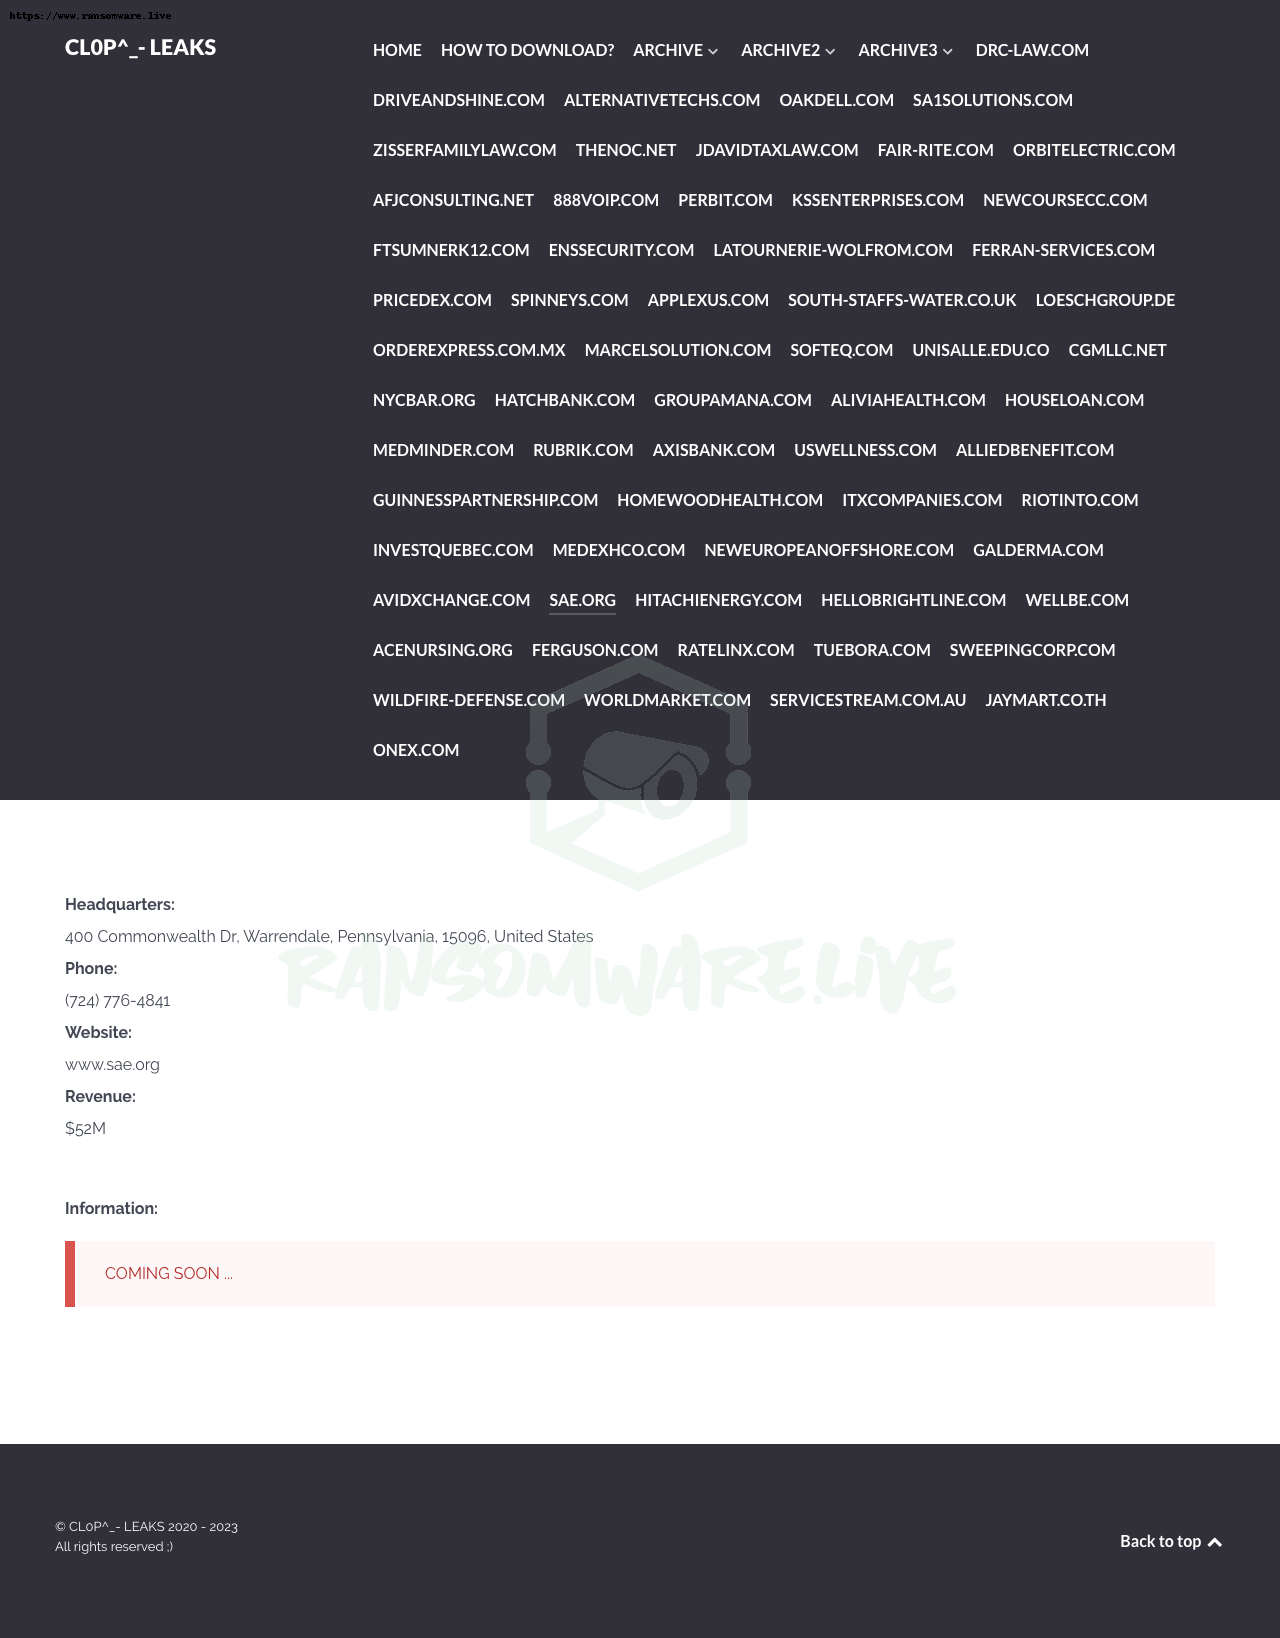 https://www.ransomware.live
CL0P^_- LEAKS
HOME HOW TO DOWNLOAD? ARCHIVE ARCHIVE2 ARCHIVE3 DRC-LAW.COM
DRIVEANDSHINE.COM ALTERNATIVETECHS.COM OAKDELL.COM SA1SOLUTIONS.COM
ZISSERFAMILYLAW.COM THENOC.NET JDAVIDTAXLAW.COM FAIR-RITE.COM ORBITELECTRIC.COM
AFJCONSULTING.NET 888VOIP.COM PERBIT.COM KSSENTERPRISES.COM NEWCOURSECC.COM
FTSUMNERK12.COM ENSSECURITY.COM LATOURNERIE-WOLFROM.COM FERRAN-SERVICES.COM
PRICEDEX.COM SPINNEYS.COM APPLEXUS.COM SOUTH-STAFFS-WATER.CO.UK LOESCHGROUP.DE
ORDEREXPRESS.COM.MX MARCELSOLUTION.COM SOFTEQ.COM UNISALLE.EDU.CO CGMLLC.NET
NYCBAR.ORG HATCHBANK.COM GROUPAMANA.COM ALIVIAHEALTH.COM HOUSELOAN.COM
MEDMINDER.COM RUBRIK.COM AXISBANK.COM USWELLNESS.COM ALLIEDBENEFIT.COM
GUINNESSPARTNERSHIP.COM HOMEWOODHEALTH.COM ITXCOMPANIES.COM RIOTINTO.COM
INVESTQUEBEC.COM MEDEXHCO.COM NEWEUROPEANOFFSHORE.COM GALDERMA.COM
AVIDXCHANGE.COM SAE.ORG HITACHIENERGY.COM HELLOBRIGHTLINE.COM WELLBE.COM
ACENURSING.ORG FERGUSON.COM RATELINX.COM TUEBORA.COM SWEEPINGCORP.COM
WILDFIRE-DEFENSE.COM WORLDMARKET.COM SERVICESTREAM.COM.AU JAYMART.CO.TH
ONEX.COM
Headquarters:
400 Commonwealth Dr, Warrendale, Pennsylvania, 15096, United States
RANSOMWARE.LIVE
Phone:
(724) 776-4841
Website:
www.sae.org
Revenue:
$52M
Information:
COMING SOON ...
© CL0P^_- LEAKS 2020 - 2023
All rights reserved ;)
Back to top